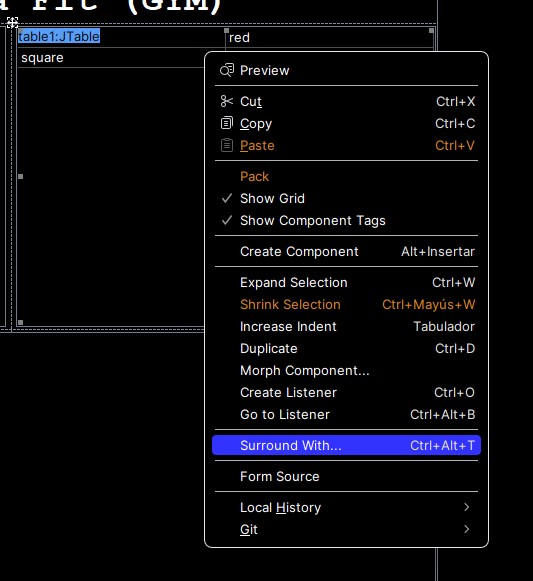 a Fit (GIM)
table1:JTable red
square
Preview
Cut Ctrl+X
Copy Ctrl+C
Paste Ctrl+V
Pack
Show Grid
Show Component Tags
Create Component Alt+Insertar
Expand Selection Ctrl+W
Shrink Selection Ctrl+Mayús+W
Increase Indent Tabulador
Duplicate Ctrl+D
Morph Component...
Create Listener Ctrl+O
Go to Listener Ctrl+Alt+B
Surround With... Ctrl+Alt+T
Form Source
Local History
Git